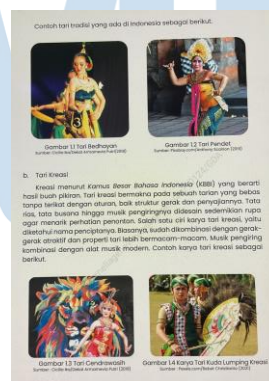 Contoh tari tradisi yang ada di Indonesia sebagai berikut.
Gambar 1.1 Tari Bedhayan
Gambar 1.2 Tari Pendet
b. Tari Kreasi
Kreasi menurut Kamus Besar Bahasa Indonesia (KBBI) yang berarti
hasil buah pikiran. Tari kreasi bermakna pada sebuah tarian yang bebas
tanpa terikat dengan aturan, baik struktur gerak dan penyajiannya. Tata
rias, tata busana hingga musik pengiringnya didesain sedemikian rupa
agar menarik perhatian penonton. Salah satu ciri karya tari kreasi, yaitu
diketahui nama penciptanya. Biasanya, sudah dikombinasi dengan gerak-
gerak atraktif dan properti tari lebih bermacam-macam. Musik pengiring
kombinasi dengan alat musik modern. Contoh karya tari kreasi sebagai
berikut.
Gambar 1.3 Tari Cendrawasih
Gambar 1.4 Karya Tari Kuda Lumping Kreasi